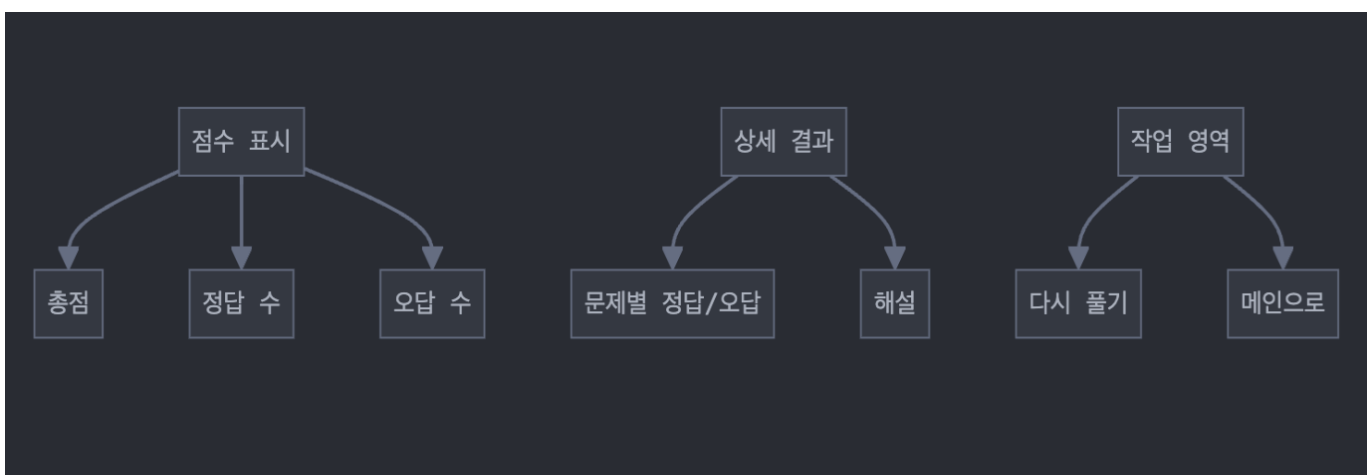 점수 표시
상세 결과
작업 영역
총점
정답 수
오답 수
문제별 정답/오답
해설
다시 풀기
메인으로